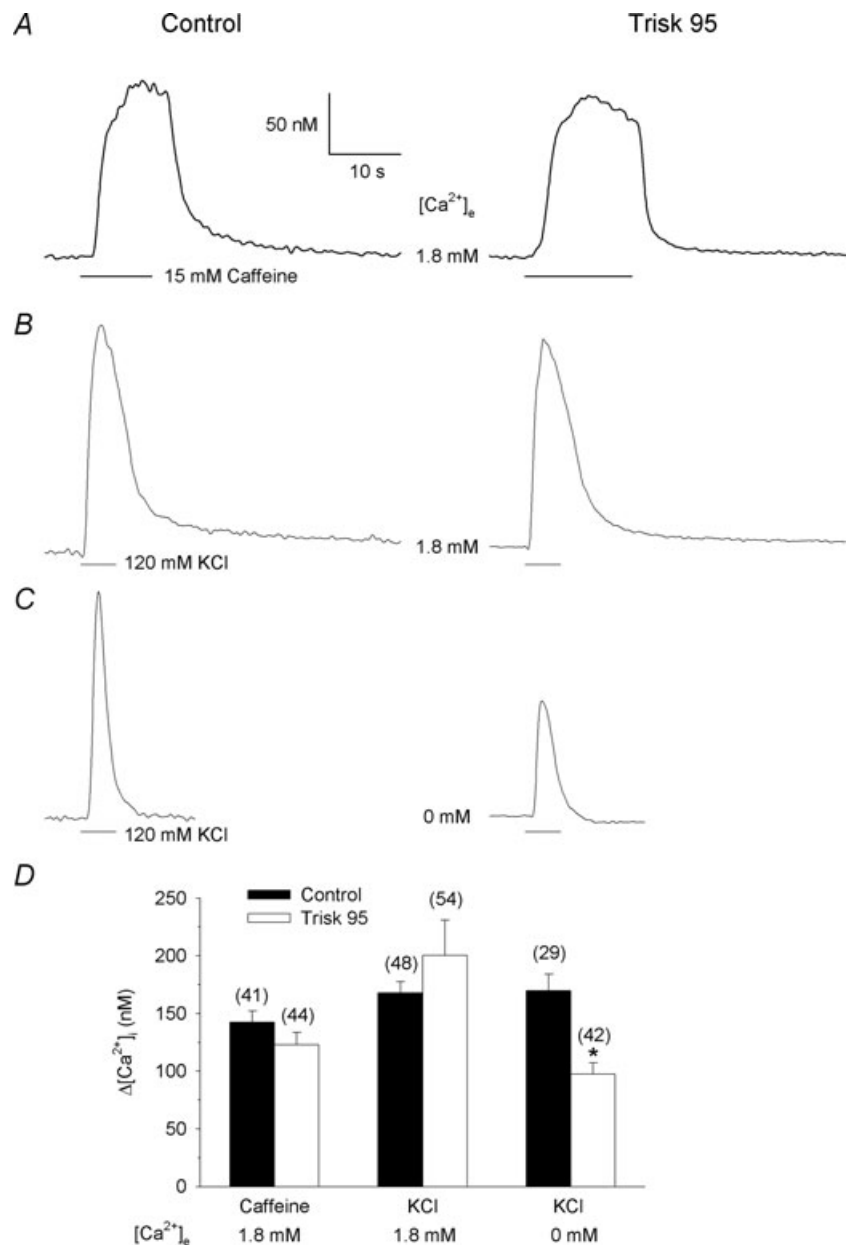 A Control Trisk 95
50 nM
10 s
[Ca²⁺]ₑ
1.8 mM
15 mM Caffeine
B
1.8 mM
120 mM KCl
C
0 mM
120 mM KCl
D
Control
Trisk 95
250
200
150
100
50
0
Δ[Ca²⁺]ᵢ (nM)
(41)
(44)
(48)
(54)
(29)
(42)
*
Caffeine KCl KCl
[Ca²⁺]ₑ 1.8 mM 1.8 mM 0 mM